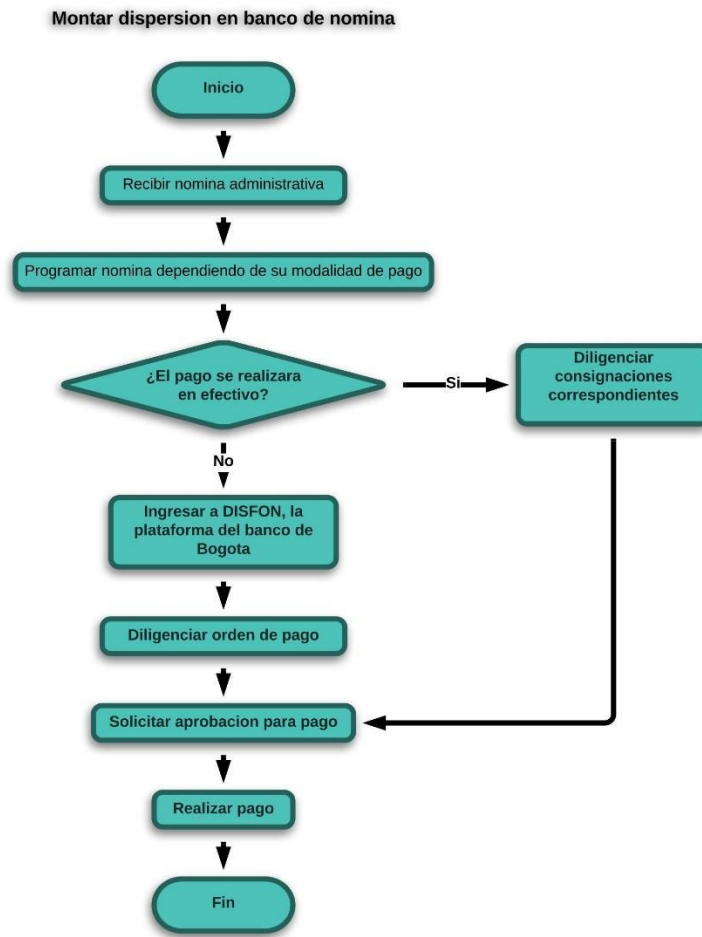 Montar dispersion en banco de nomina
Inicio
Recibir nomina administrativa
Programar nomina dependiendo de su modalidad de pago
¿El pago se realizara
en efectivo?
Si
Diligenciar
consignaciones
correspondientes
No
Ingresar a DISFON, la
plataforma del banco de
Bogota
Diligenciar orden de pago
Solicitar aprobacion para pago
Realizar pago
Fin